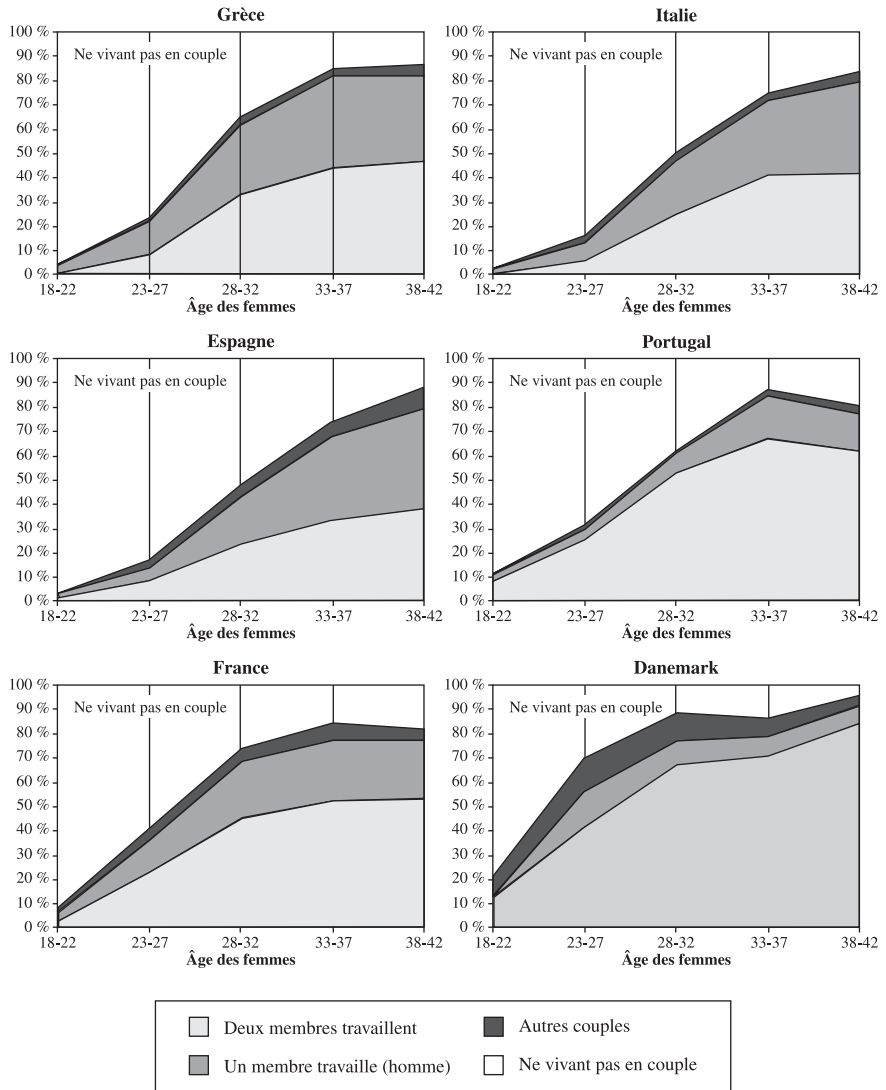 Grèce
100 %
90 %
80 %
70 %
60 %
50 %
40 %
30 %
20 %
10 %
0 %
Ne vivant pas en couple
18-22 23-27 28-32 33-37 38-42
Âge des femmes
Italie
100 %
90 %
80 %
70 %
60 %
50 %
40 %
30 %
20 %
10 %
0 %
Ne vivant pas en couple
18-22 23-27 28-32 33-37 38-42
Âge des femmes
Espagne
100 %
90 %
80 %
70 %
60 %
50 %
40 %
30 %
20 %
10 %
0 %
Ne vivant pas en couple
18-22 23-27 28-32 33-37 38-42
Âge des femmes
Portugal
100 %
90 %
80 %
70 %
60 %
50 %
40 %
30 %
20 %
10 %
0 %
Ne vivant pas en couple
18-22 23-27 28-32 33-37 38-42
Âge des femmes
France
100 %
90 %
80 %
70 %
60 %
50 %
40 %
30 %
20 %
10 %
0 %
Ne vivant pas en couple
18-22 23-27 28-32 33-37 38-42
Âge des femmes
Danemark
100 %
90 %
80 %
70 %
60 %
50 %
40 %
30 %
20 %
10 %
0 %
Ne vivant pas en couple
18-22 23-27 28-32 33-37 38-42
Âge des femmes
Deux membres travaillent
Autres couples
Un membre travaille (homme)
Ne vivant pas en couple